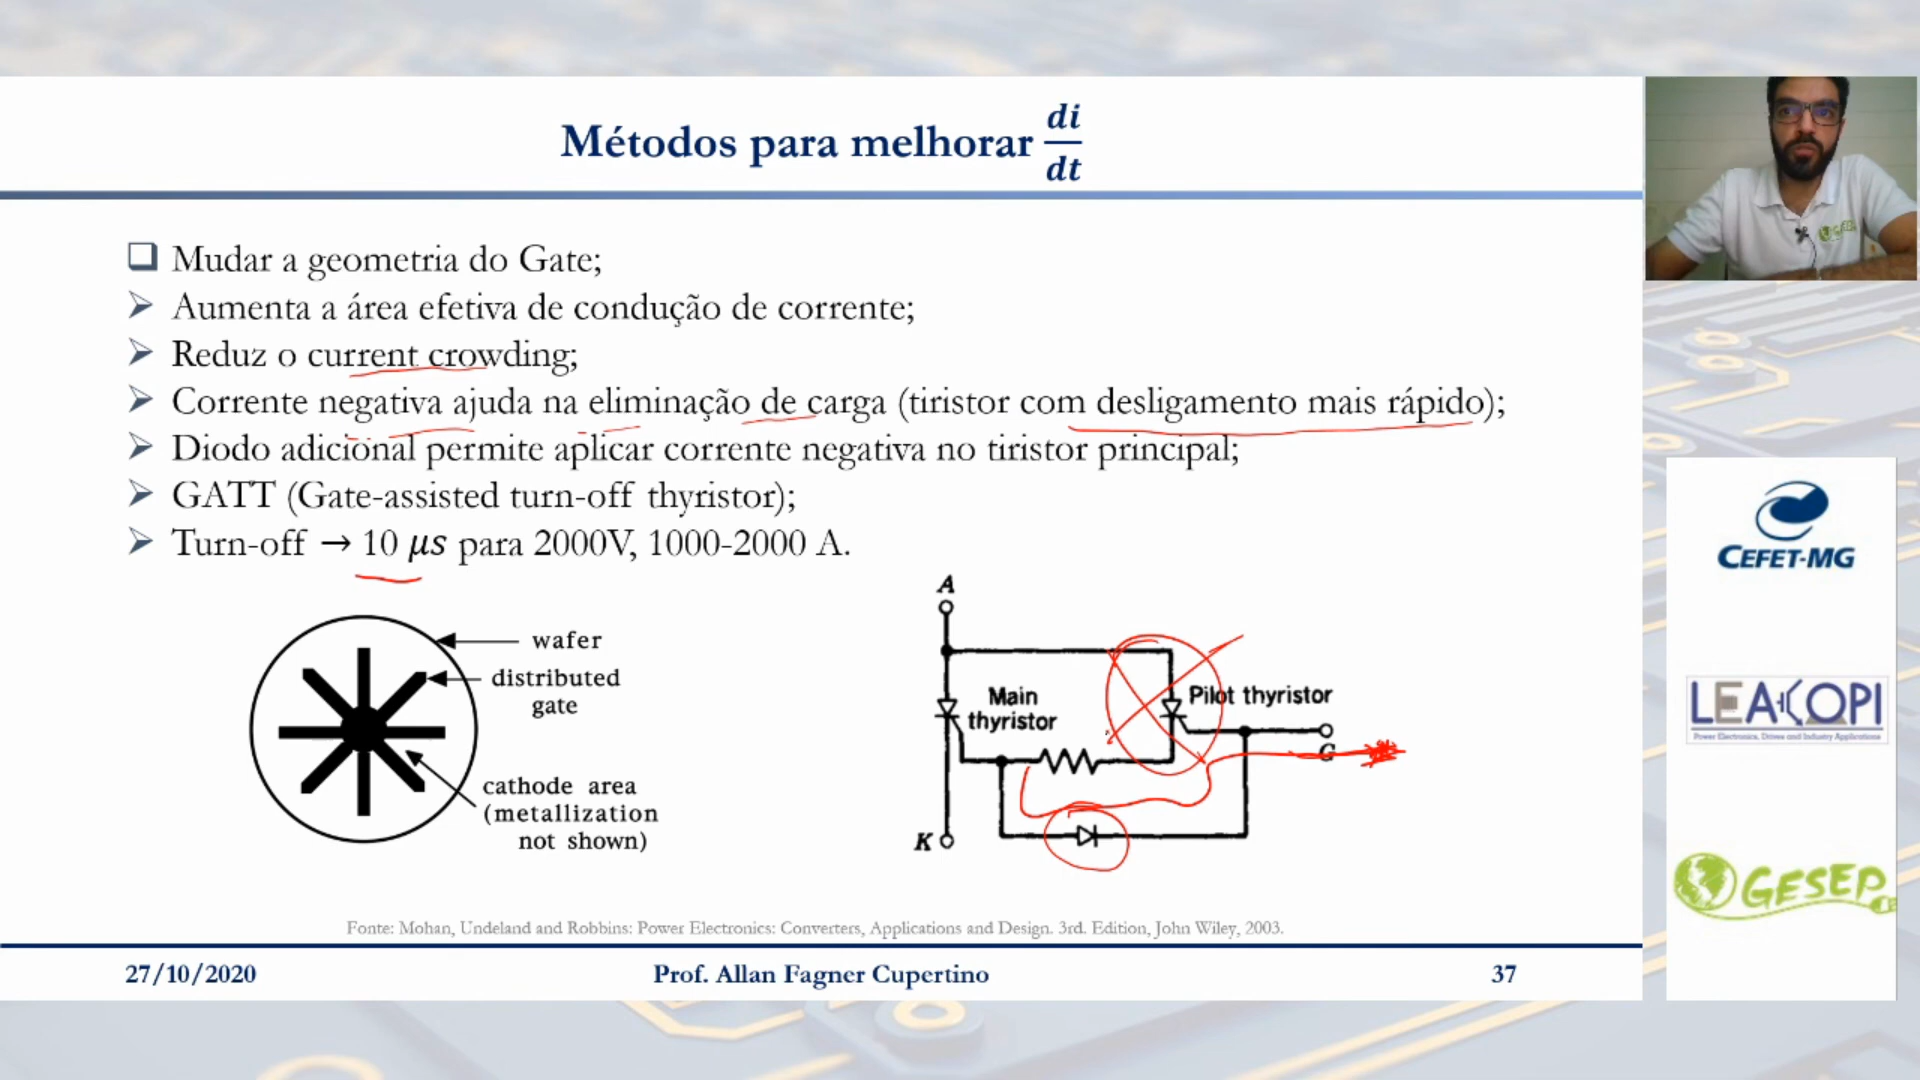 Métodos para melhorar di/dt
Mudar a geometria do Gate;
Aumenta a área efetiva de condução de corrente;
Reduz o current crowding;
Corrente negativa ajuda na eliminação de carga (tiristor com desligamento mais rápido);
Diodo adicional permite aplicar corrente negativa no tiristor principal;
GATT (Gate-assisted turn-off thyristor);
Turn-off → 10 μs para 2000V, 1000-2000 A.
wafer
distributed
gate
cathode area
(metallization
not shown)
A
Main
thyristor
Pilot thyristor
G
K
Fonte: Mohan, Undeland and Robbins: Power Electronics: Converters, Applications and Design. 3rd. Edition, John Wiley, 2003.
27/10/2020
Prof. Allan Fagner Cupertino
37
CEFET-MG
LEACOPI
Power Electronics, Drives and Industry Applications
GESEP